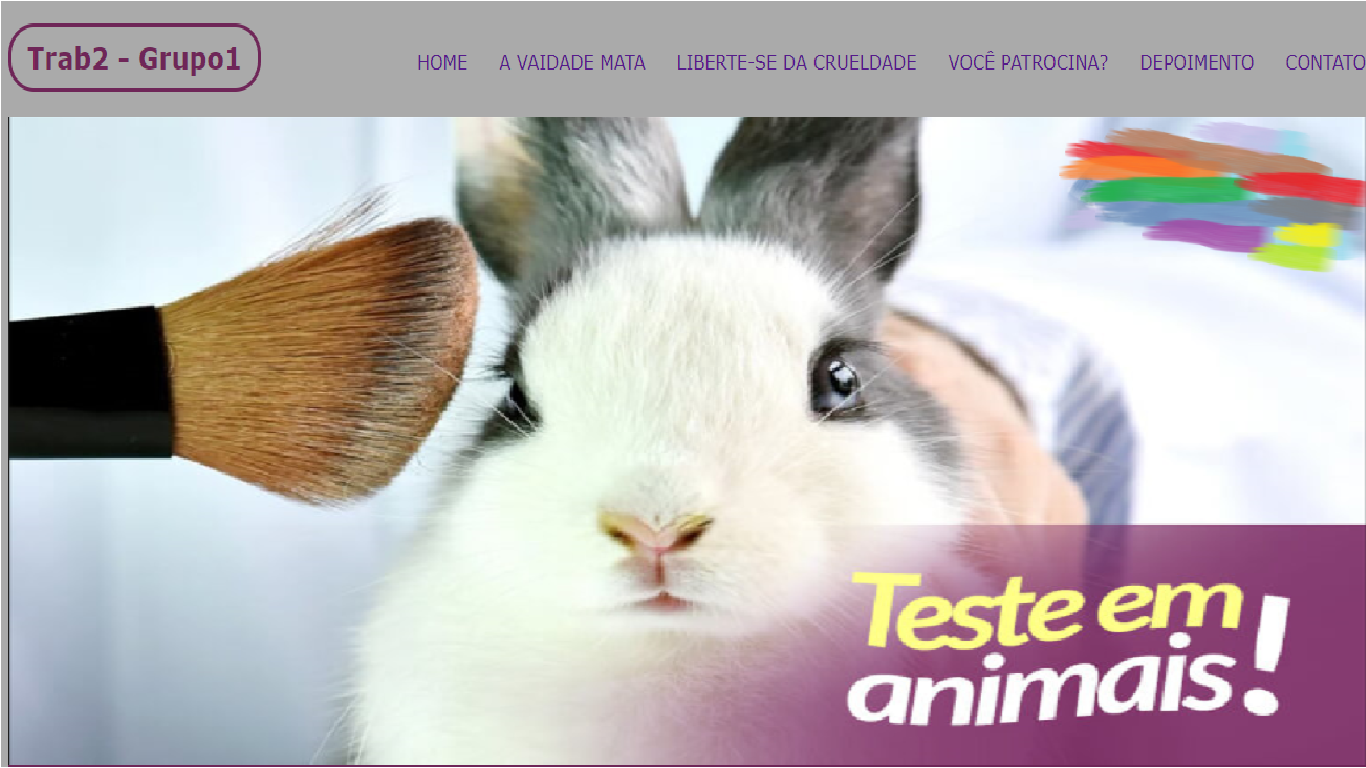 Trab2 - Grupo1
HOME A VAIDADE MATA LIBERTE-SE DA CRUELDADE VOCÊ PATROCINA? DEPOIMENTO CONTATO
Teste em
animais!